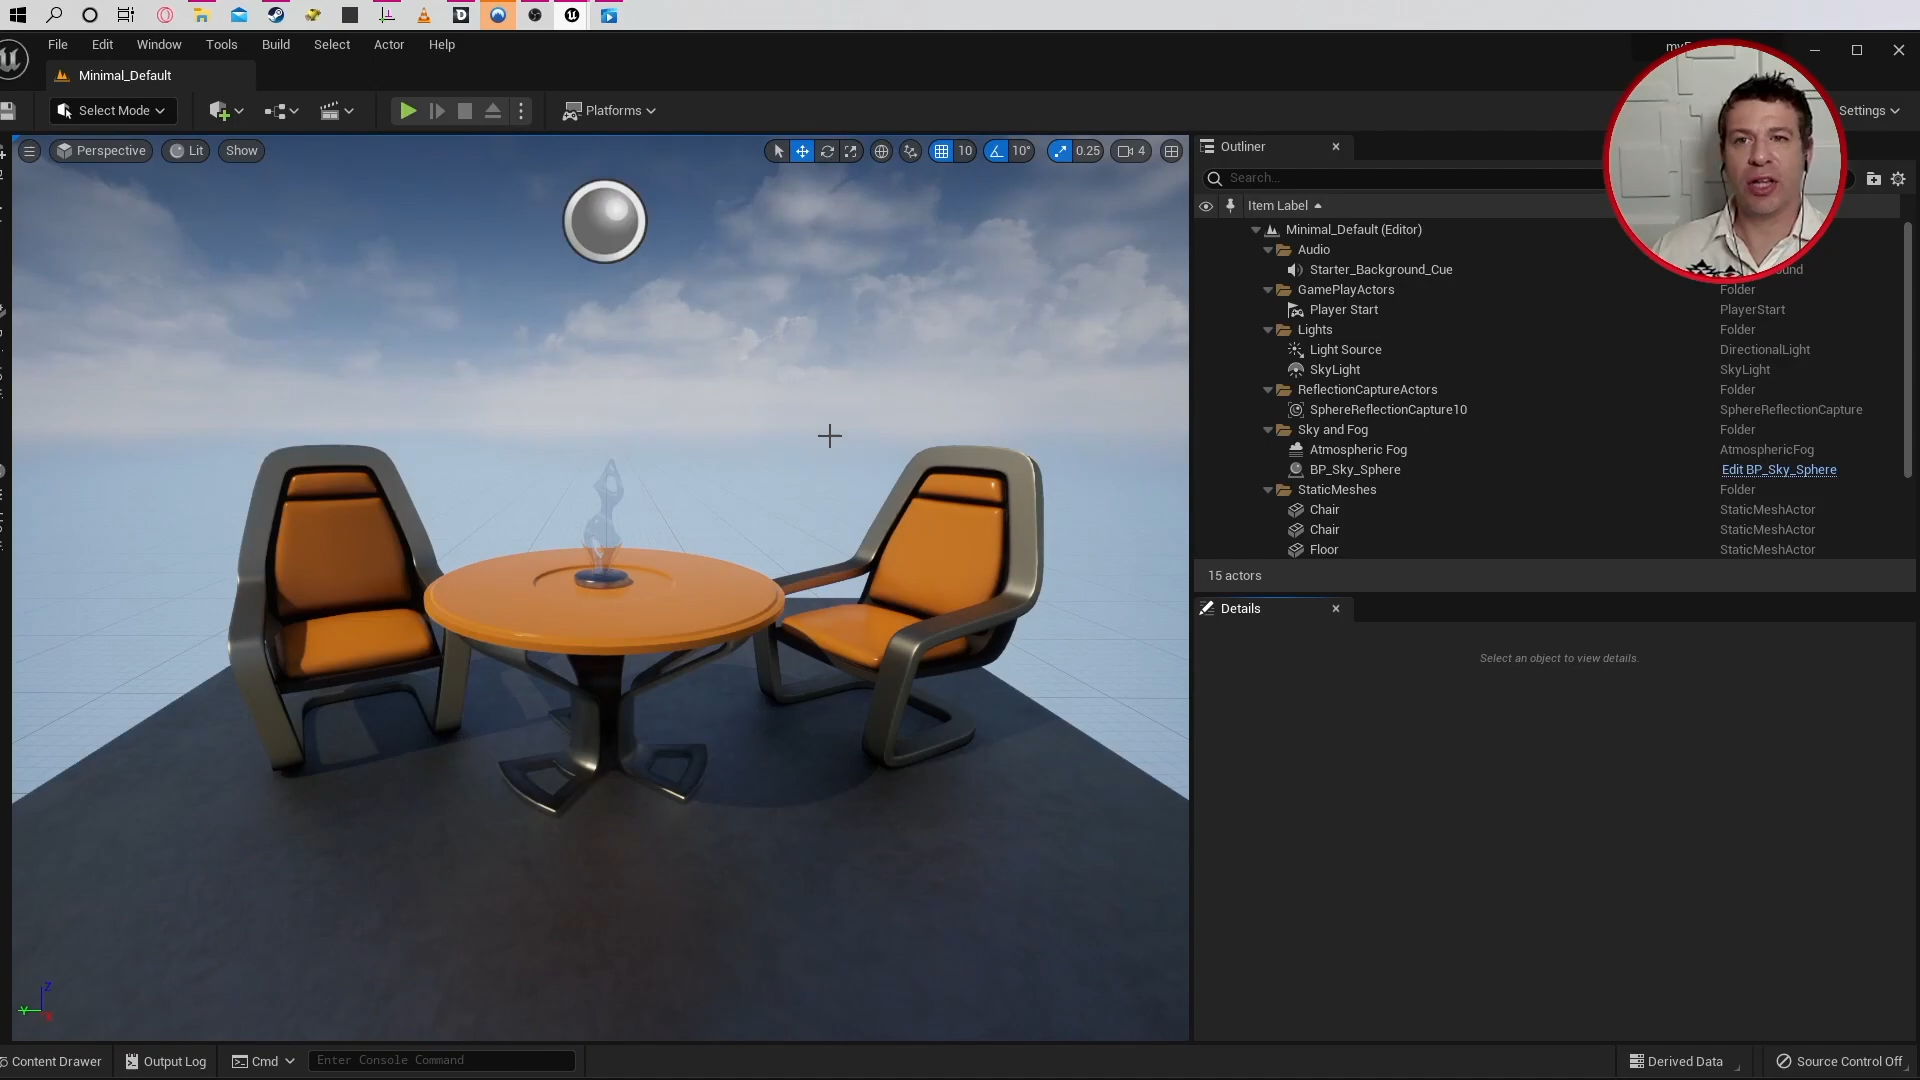 File Edit Window Tools Build Select Actor Help
Minimal_Default
Select Mode Platforms Settings
Perspective Lit Show 10 10° 0.25 4
Outliner
Search...
Item Label
Minimal_Default (Editor)
Audio
Starter_Background_Cue
GamePlayActors Folder
Player Start PlayerStart
Lights Folder
Light Source DirectionalLight
SkyLight SkyLight
ReflectionCaptureActors Folder
SphereReflectionCapture10 SphereReflectionCapture
Sky and Fog Folder
Atmospheric Fog AtmosphericFog
BP_Sky_Sphere Edit BP_Sky_Sphere
StaticMeshes Folder
Chair StaticMeshActor
Chair StaticMeshActor
Floor StaticMeshActor
15 actors
Details
Select an object to view details.
Z
Y
X
Content Drawer Output Log Cmd Enter Console Command Derived Data Source Control Off